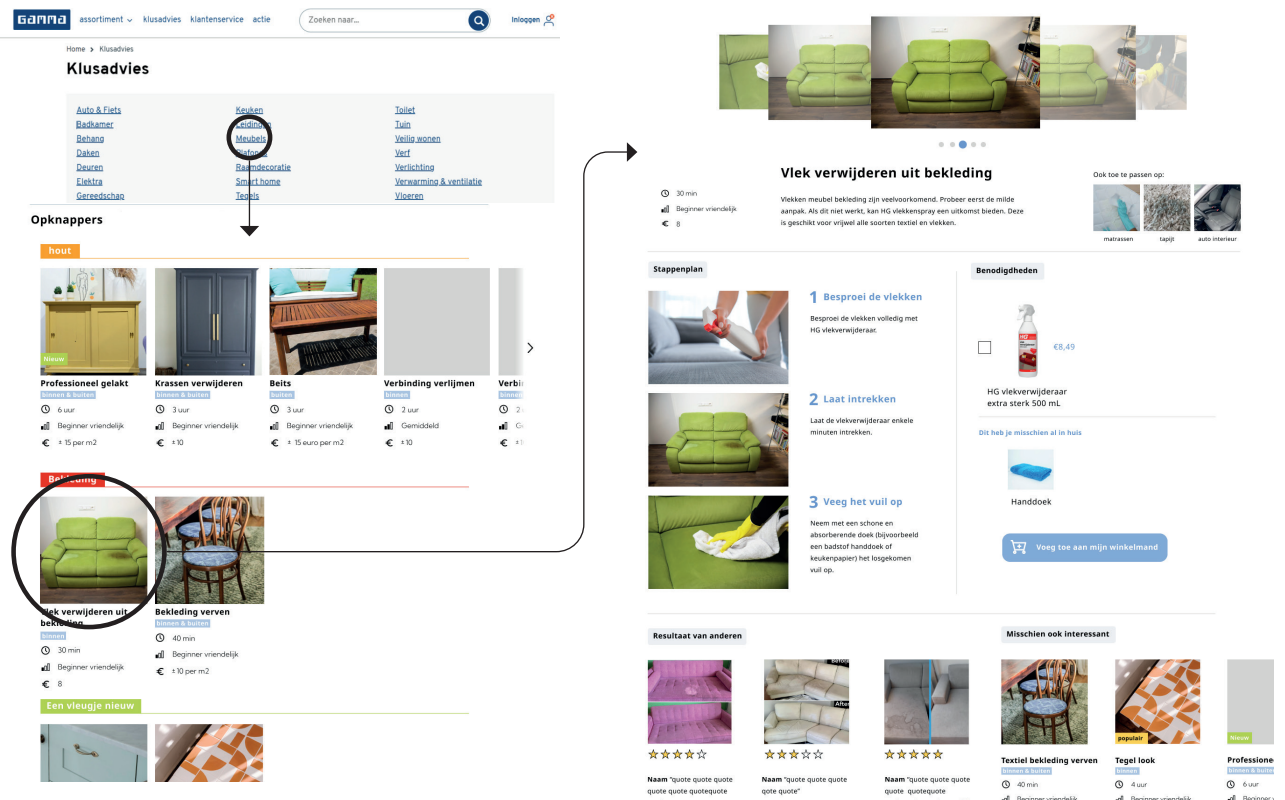 GAMMA
assortiment
klusadvies
klantenservice
actie
Zoeken naar...
Inloggen
Home > Klusadvies
Klusadvies
Auto & Fiets
Badkamer
Behang
Daken
Deuren
Elektra
Gereedschap
Keuken
Leidingen
Meubels
Plafonds
Raamdecoratie
Smart home
Tegels
Toilet
Tuin
Veilig wonen
Verf
Verlichting
Verwarming & ventilatie
Vloeren
Opknappers
hout
Nieuw
Professioneel gelakt
binnen & buiten
6 uur
Beginner vriendelijk
± 15 per m2
Krassen verwijderen
binnen & buiten
3 uur
Beginner vriendelijk
±10
Beits
buiten
3 uur
Beginner vriendelijk
± 15 euro per m2
Verbinding verlijmen
binnen
2 uur
Gemiddeld
±10
Bekleding
Vlek verwijderen uit
bekleding
binnen
30 min
Beginner vriendelijk
€ 8
Bekleding verven
binnen & buiten
40 min
Beginner vriendelijk
€ ±10 per m2
Een vleugje nieuw
Vlek verwijderen uit bekleding
30 min
Beginner vriendelijk
€ 8
Vlekken meubel bekleding zijn veelvoorkomend. Probeer eerst de milde
aanpak. Als dit niet werkt, kan HG vlekkenspray een uitkomst bieden. Deze
is geschikt voor vrijwel alle soorten textiel en vlekken.
Ook toe te passen op:
matrassen
tapijt
auto interieur
Stappenplan
1 Besproei de vlekken
Besproei de vlekken volledig met
HG vlekverwijderaar.
2 Laat intrekken
Laat de vlekverwijderaar enkele
minuten intrekken.
3 Veeg het vuil op
Neem met een schone en
absorberende doek (bijvoorbeeld
een badstof handdoek of
keukenpapier) het losgekomen
vuil op.
Benodigdheden
HG
€8,49
HG vlekverwijderaar
extra sterk 500 mL
Dit heb je misschien al in huis
Handdoek
Voeg toe aan mijn winkelmand
Resultaat van anderen
Before
After
Naam "quote quote quote
quote quote quotequote
Naam "quote quote quote
qote quote"
Naam "quote quote quote
quote quotequote
Misschien ook interessant
Textiel bekleding verven
binnen & buiten
40 min
Beginner vriendelijk
populair
Tegel look
binnen
4 uur
Beginner vriendelijk
Nieuw
Professionee
binnen & buiten
6 uur